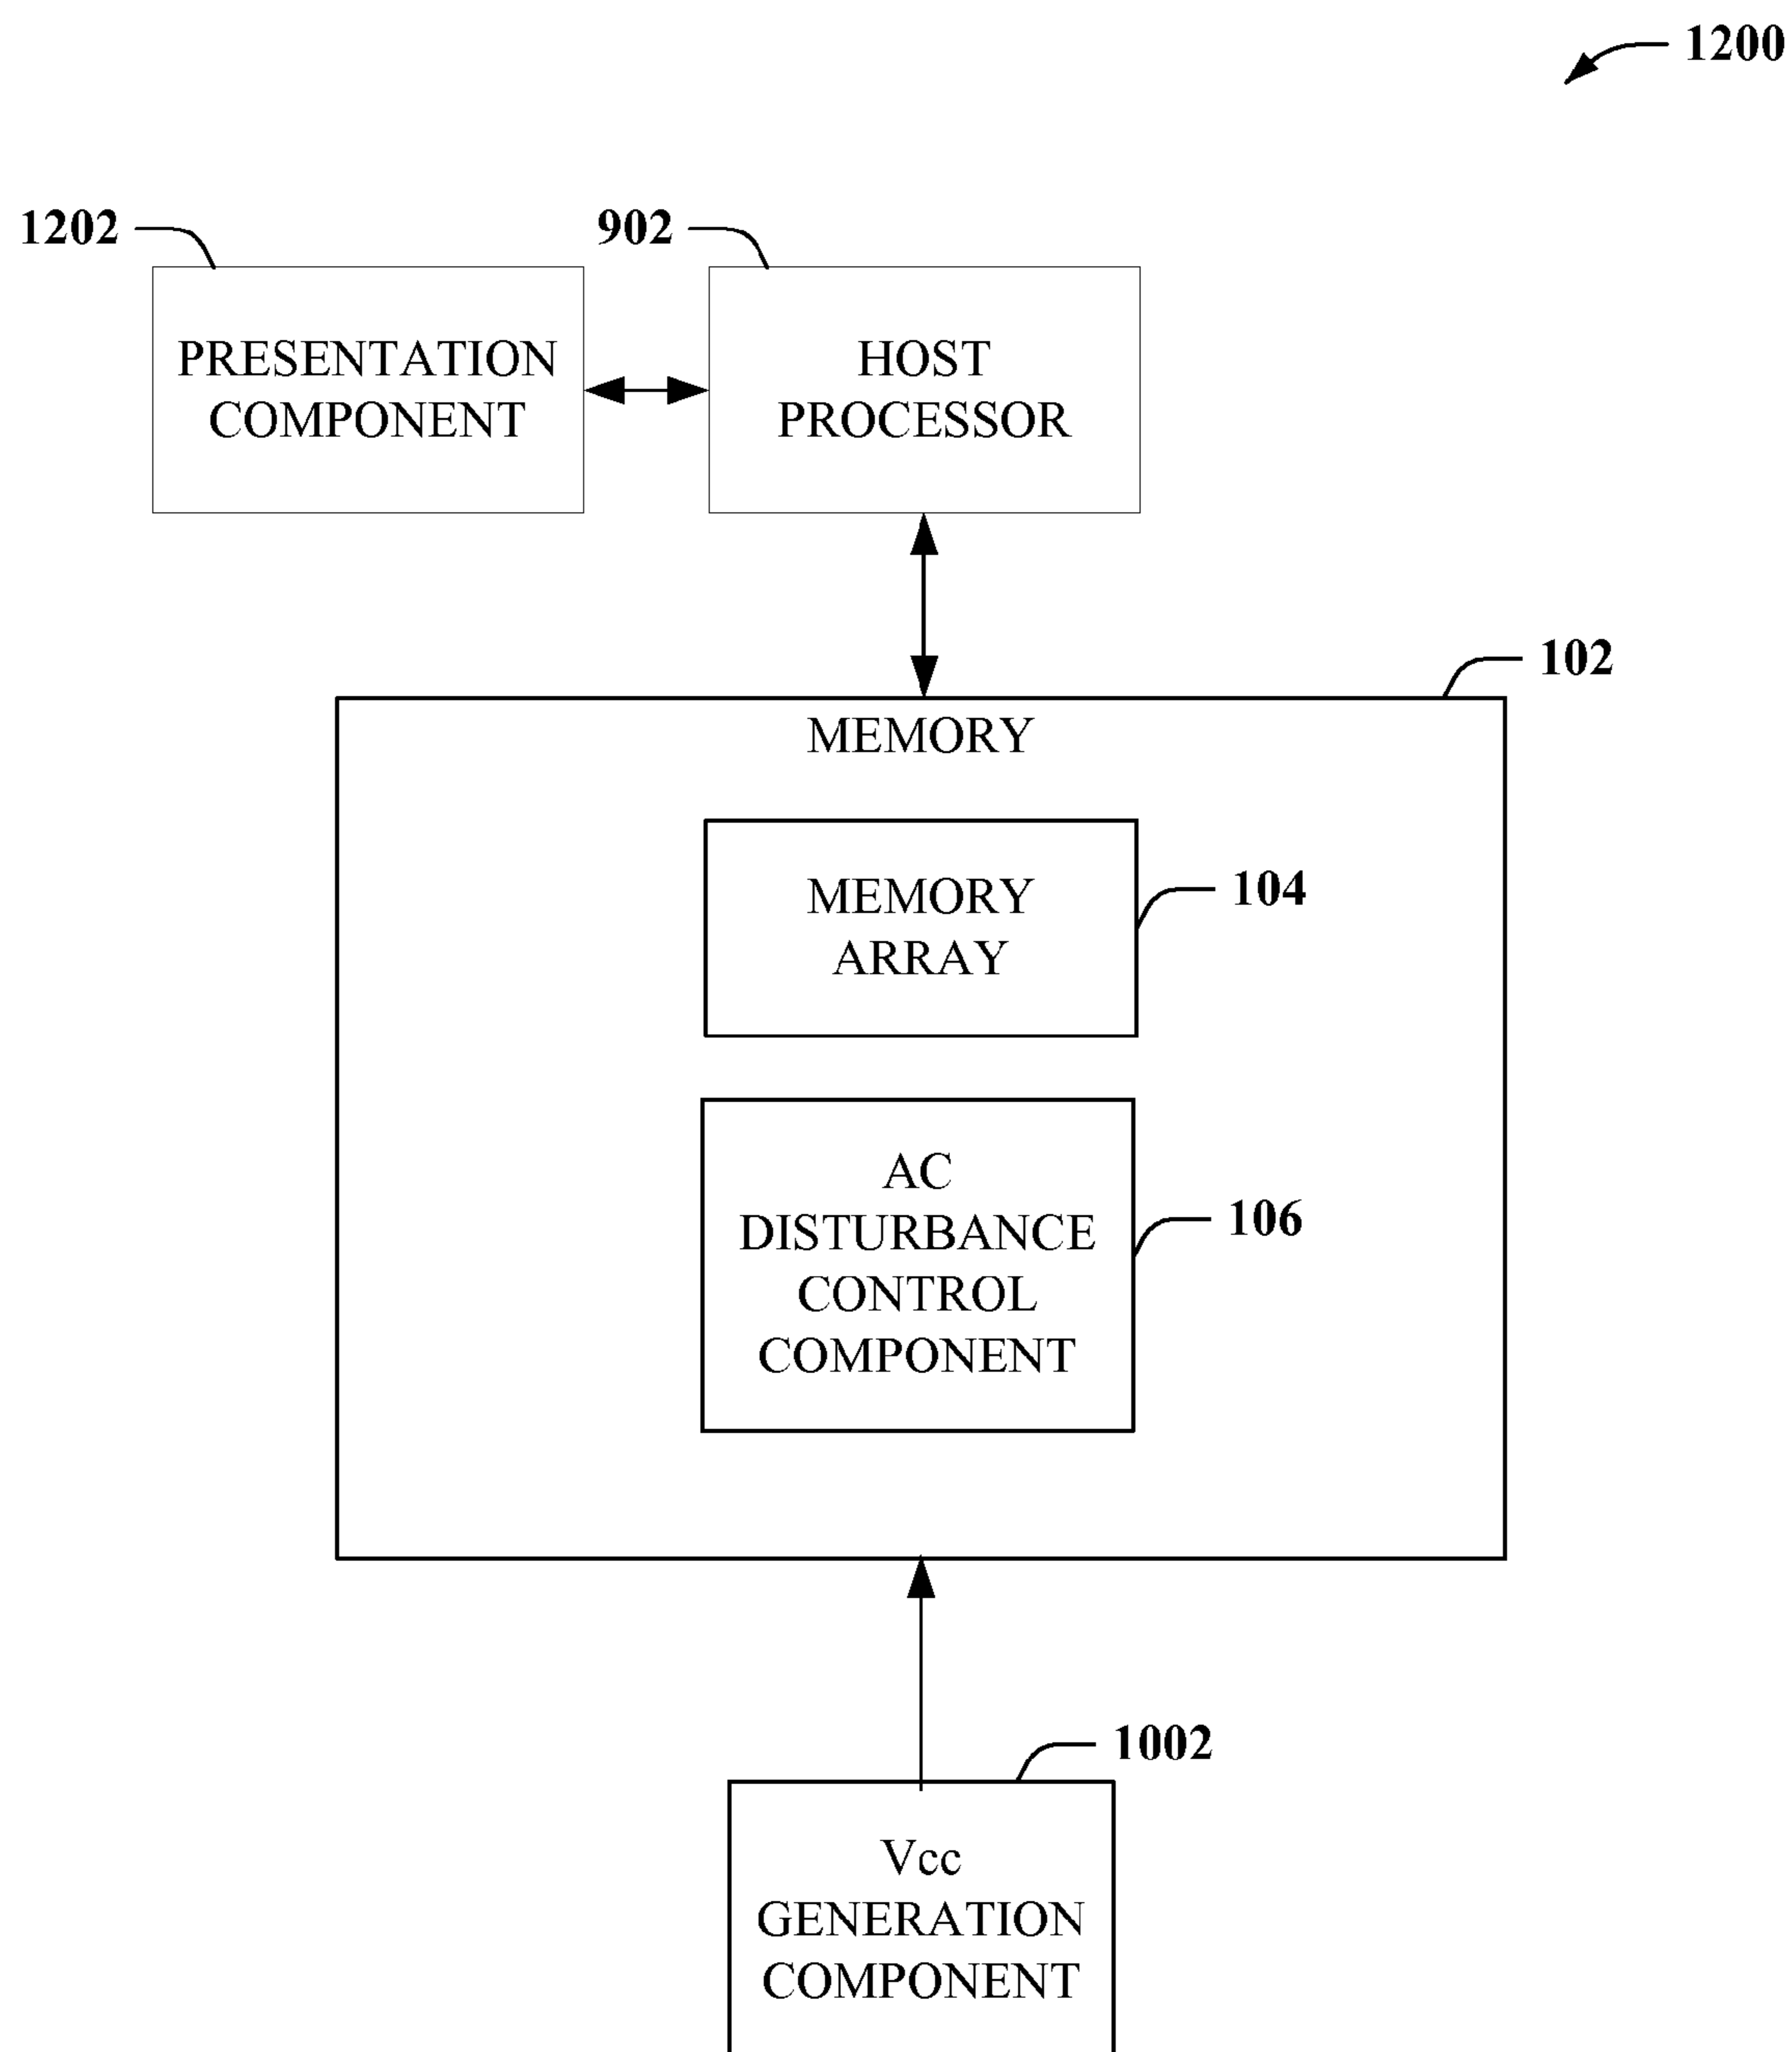 1200
1202
902
PRESENTATION
COMPONENT
HOST
PROCESSOR
102
MEMORY
MEMORY
ARRAY
104
AC
DISTURBANCE
CONTROL
COMPONENT
106
1002
Vcc
GENERATION
COMPONENT